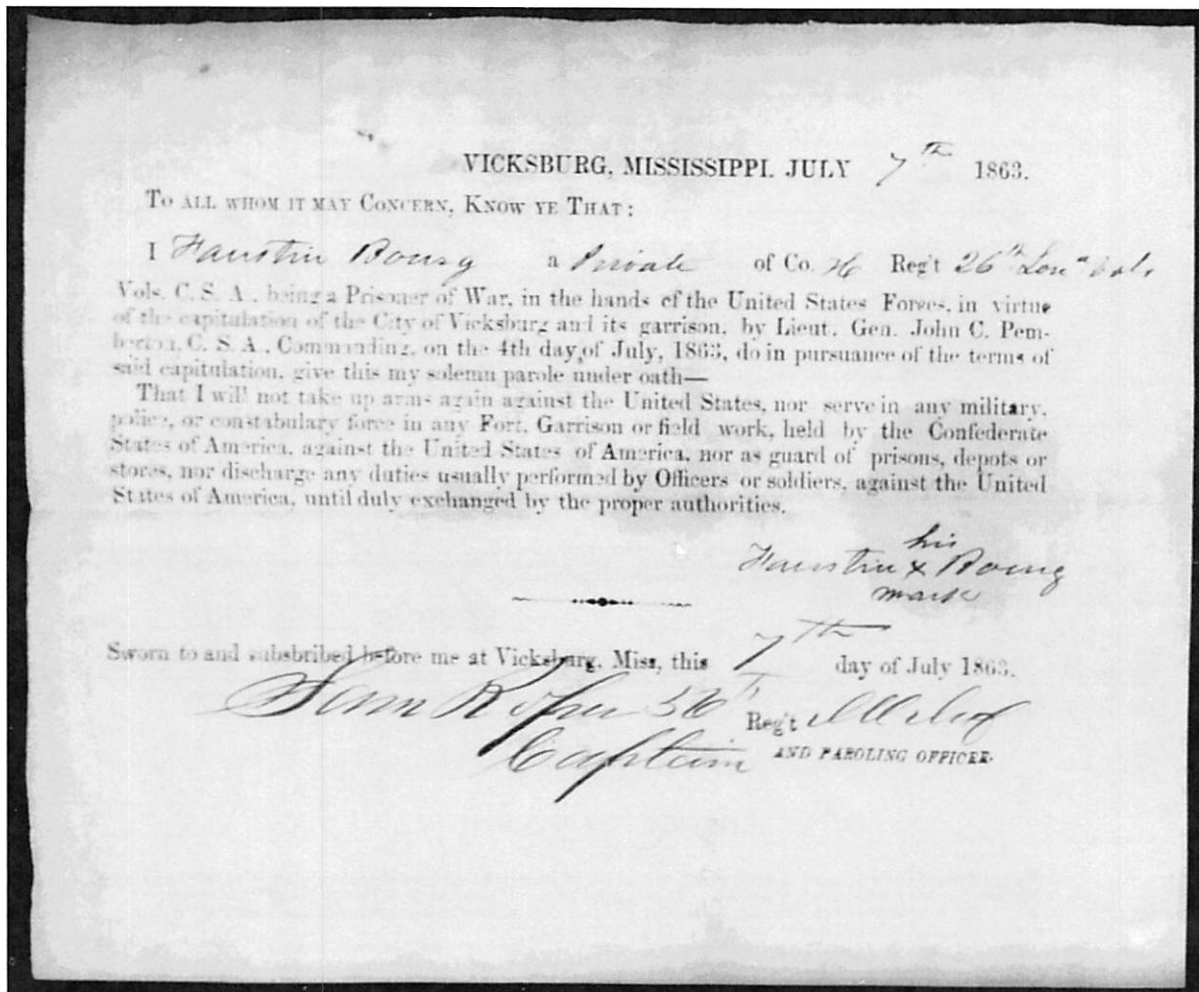 VICKSBURG, MISSISSIPPI. JULY 7th 1863.
TO ALL WHOM IT MAY CONCERN, KNOW YE THAT:
I Faustin Bourg a Private of Co. H Reg't 26th Loua Vols
Vols. C. S. A., being a Prisoner of War, in the hands of the United States Forces, in virtue
of the capitulation of the City of Vicksburg and its garrison, by Lieut. Gen. John C. Pem-
berton, C. S. A., Commanding, on the 4th day of July, 1863, do in pursuance of the terms of
said capitulation, give this my solemn parole under oath—
That I will not take up arms again against the United States, nor serve in any military,
police, or constabulary force in any Fort, Garrison or field work, held by the Confederate
States of America, against the United States of America, nor as guard of prisons, depots or
stores, nor discharge any duties usually performed by Officers or soldiers, against the United
States of America, until duly exchanged by the proper authorities.
his
Faustin x Bourg
mark
Sworn to and subsbribed before me at Vicksburg, Miss, this 7th day of July 1863.
Sam Reg't
Captain AND PAROLING OFFICER.